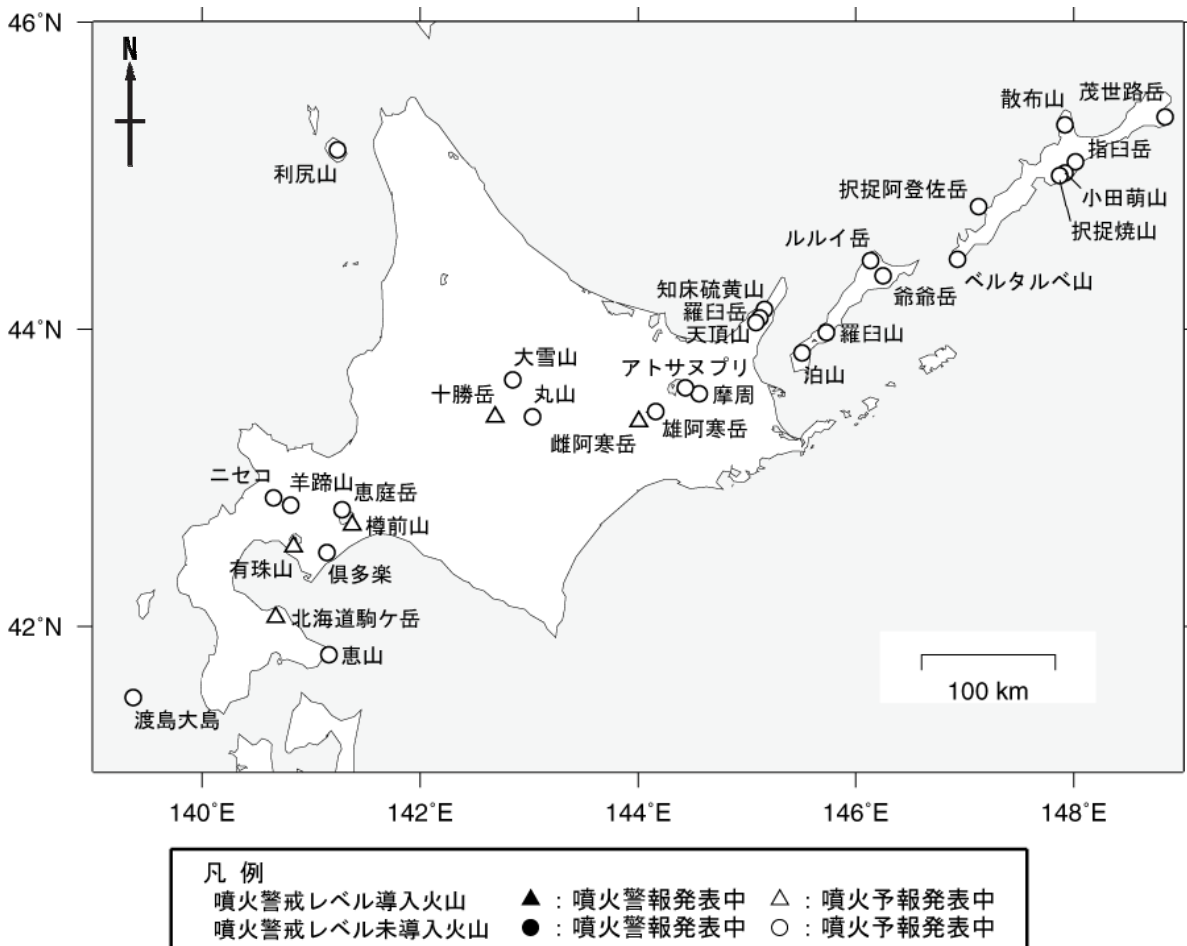 46°N
N
茂世路岳
散布山
指臼岳
利尻山
択捉阿登佐岳
小田萌山
択捉焼山
ルルイ岳
ベルタルベ山
知床硫黄山
爺爺岳
羅臼岳
44°N
天頂山
羅臼山
大雪山
アトサヌプリ
泊山
十勝岳
丸山
摩周
雌阿寒岳
雄阿寒岳
ニセコ
羊蹄山
恵庭岳
樽前山
有珠山
倶多楽
北海道駒ケ岳
42°N
恵山
100 km
渡島大島
140°E 142°E 144°E 146°E 148°E
凡 例
噴火警戒レベル導入火山 ▲ : 噴火警報発表中 △ : 噴火予報発表中
噴火警戒レベル未導入火山 ● : 噴火警報発表中 ○ : 噴火予報発表中